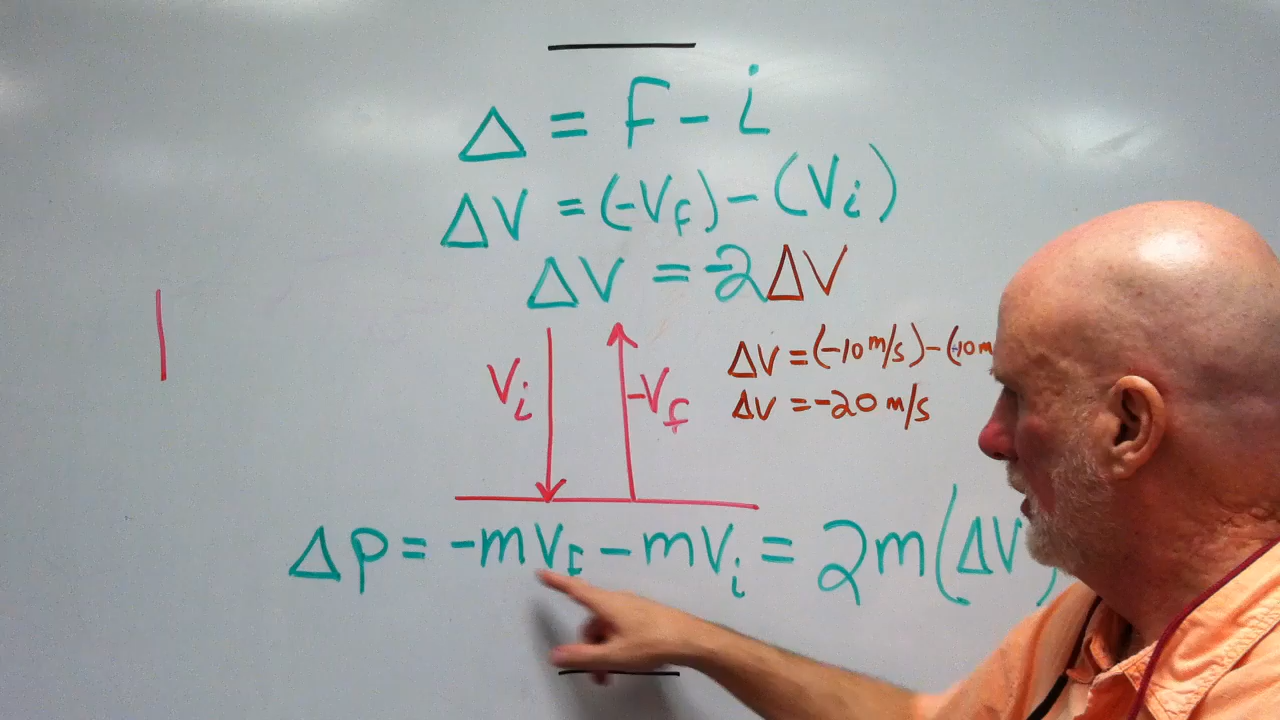 Δ = f - i
ΔV = (-Vf) - (Vi)
ΔV = -2ΔV
Vi
-Vf
ΔV = (-10 m/s) - (10 m
ΔV = -20 m/s
Δp = -mVf - mVi = 2m(ΔV)